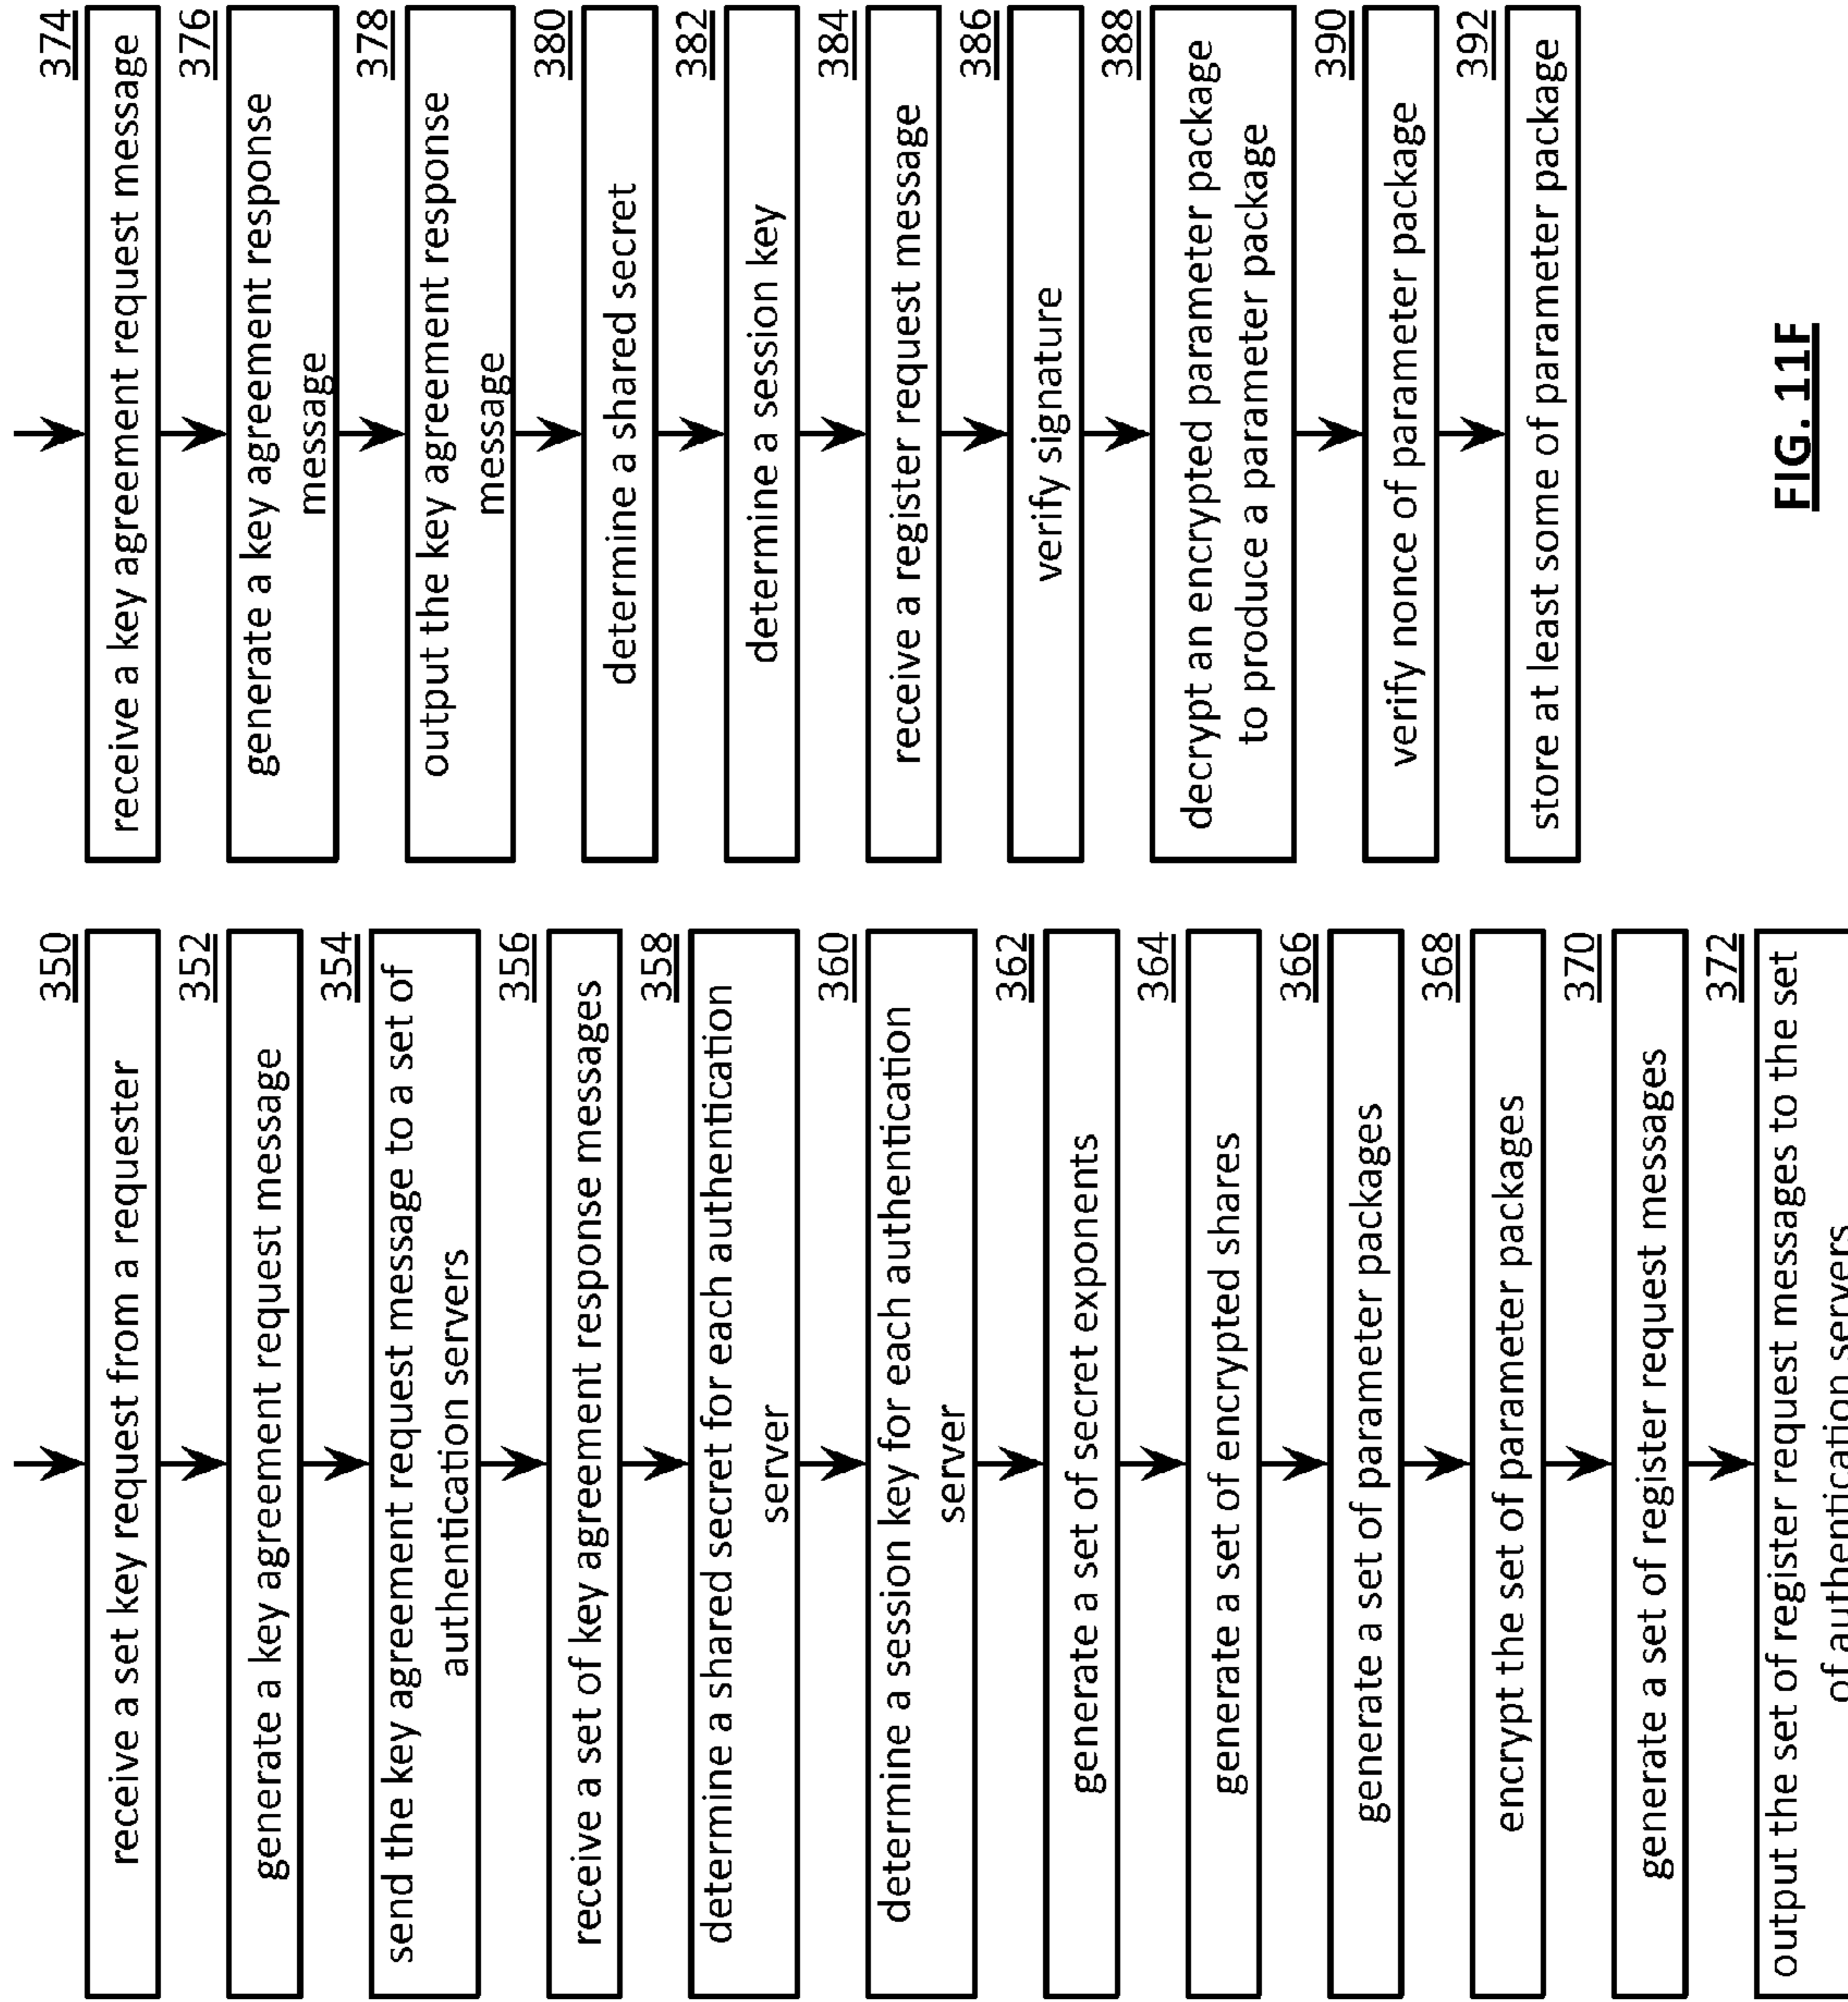 350
receive a set key request from a requester
352
generate a key agreement request message
354
send the key agreement request message to a set of
authentication servers
356
receive a set of key agreement response messages
358
determine a shared secret for each authentication
server
360
determine a session key for each authentication
server
362
generate a set of secret exponents
364
generate a set of encrypted shares
366
generate a set of parameter packages
368
encrypt the set of parameter packages
370
generate a set of register request messages
372
output the set of register request messages to the set
of authentication servers
374
receive a key agreement request message
376
generate a key agreement response
message
378
output the key agreement response
message
380
determine a shared secret
382
determine a session key
384
receive a register request message
386
verify signature
388
decrypt an encrypted parameter package
to produce a parameter package
390
verify nonce of parameter package
392
store at least some of parameter package
FIG. 11F